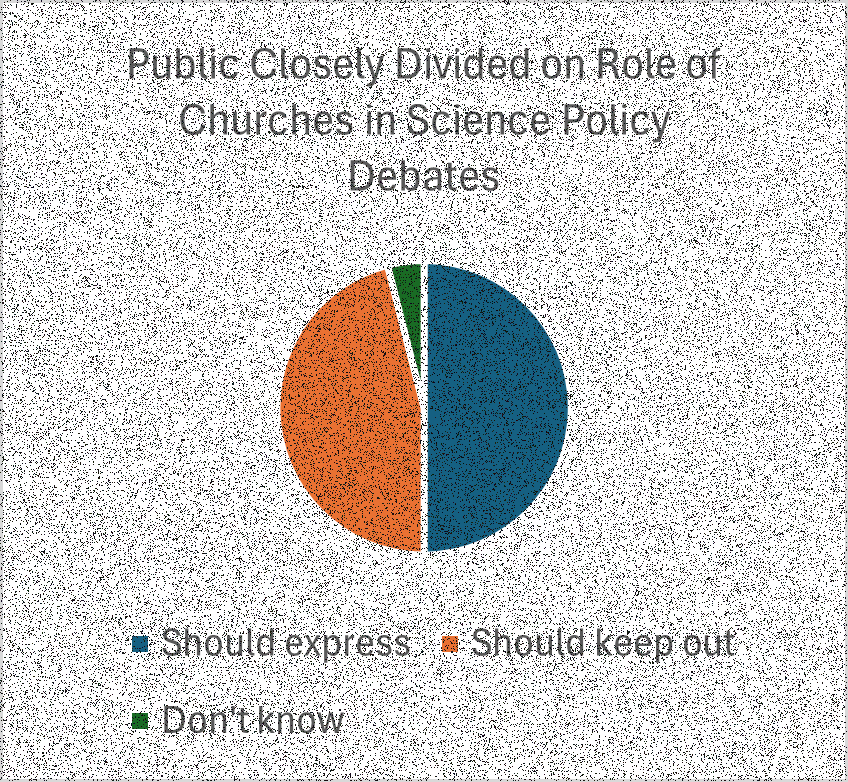 Public Closely Divided on Role of
Churches in Science Policy
Debates
Should express
Should keep out
Don't know